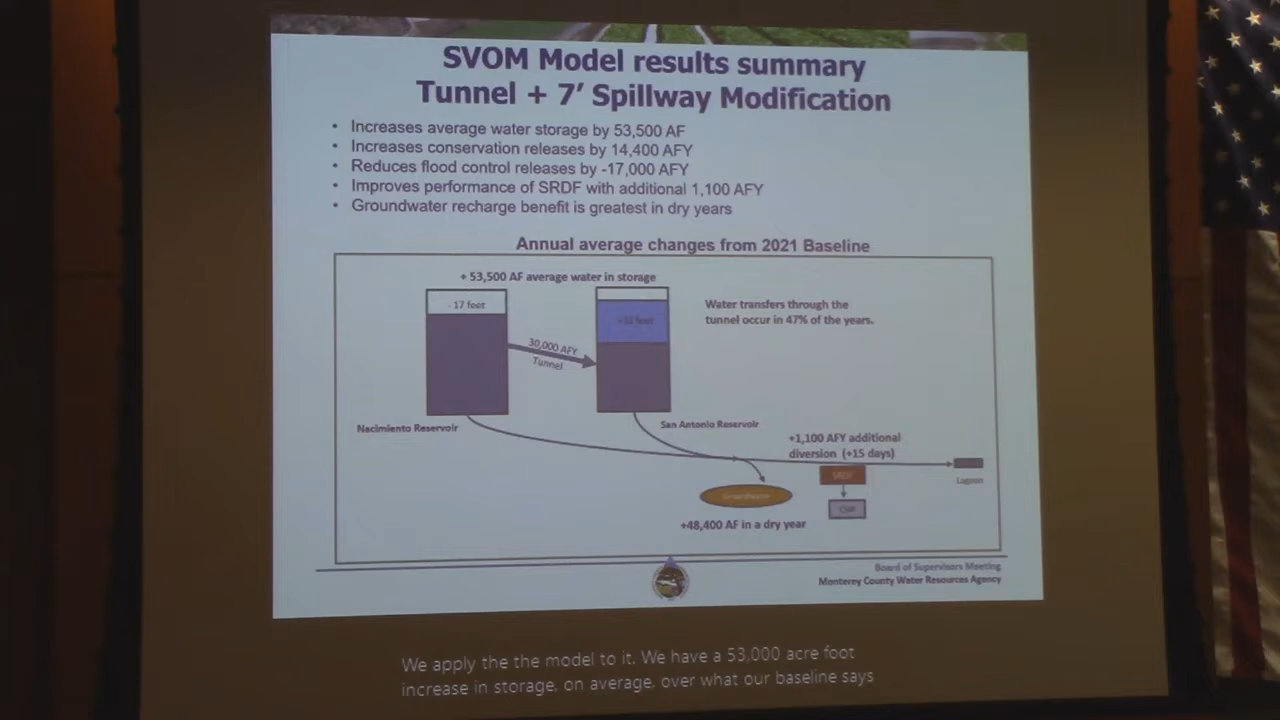 SVOM Model results summary
Tunnel + 7' Spillway Modification
• Increases average water storage by 53,500 AF
• Increases conservation releases by 14,400 AFY
• Reduces flood control releases by -17,000 AFY
• Improves performance of SRDF with additional 1,100 AFY
• Groundwater recharge benefit is greatest in dry years
Annual average changes from 2021 Baseline
+ 53,500 AF average water in storage
- 17 foot
Water transfers through the
tunnel occur in 47% of the years.
30,000 AFY
Tunnel
Nacimiento Reservoir
San Antonio Reservoir
+1,100 AFY additional
diversion (+15 days)
SRDF
Lagoon
+48,400 AF in a dry year
Board of Supervisors Meeting
Monterey County Water Resources Agency
We apply the the model to it. We have a 53,000 acre foot
increase in storage, on average, over what our baseline says